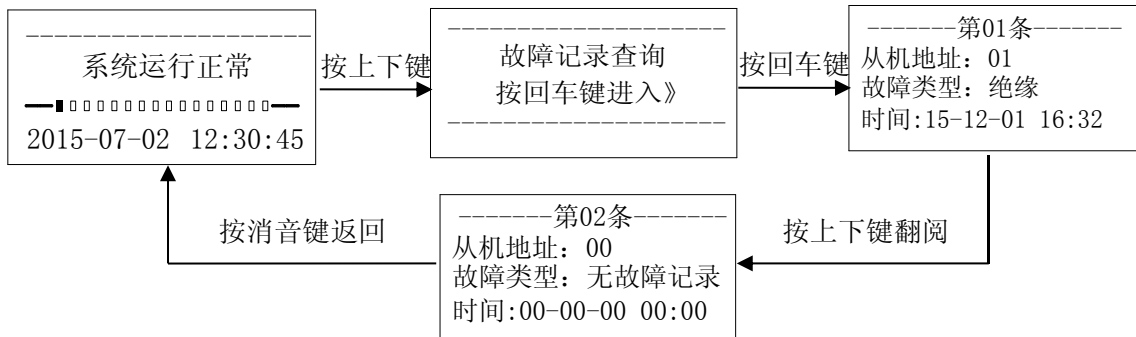 系统运行正常
2015-07-02 12:30:45
按上下键
故障记录查询
按回车键进入》
按回车键
-------第01条-------
从机地址：01
故障类型：绝缘
时间:15-12-01 16:32
按上下键翻阅
-------第02条-------
从机地址：00
故障类型：无故障记录
时间:00-00-00 00:00
按消音键返回